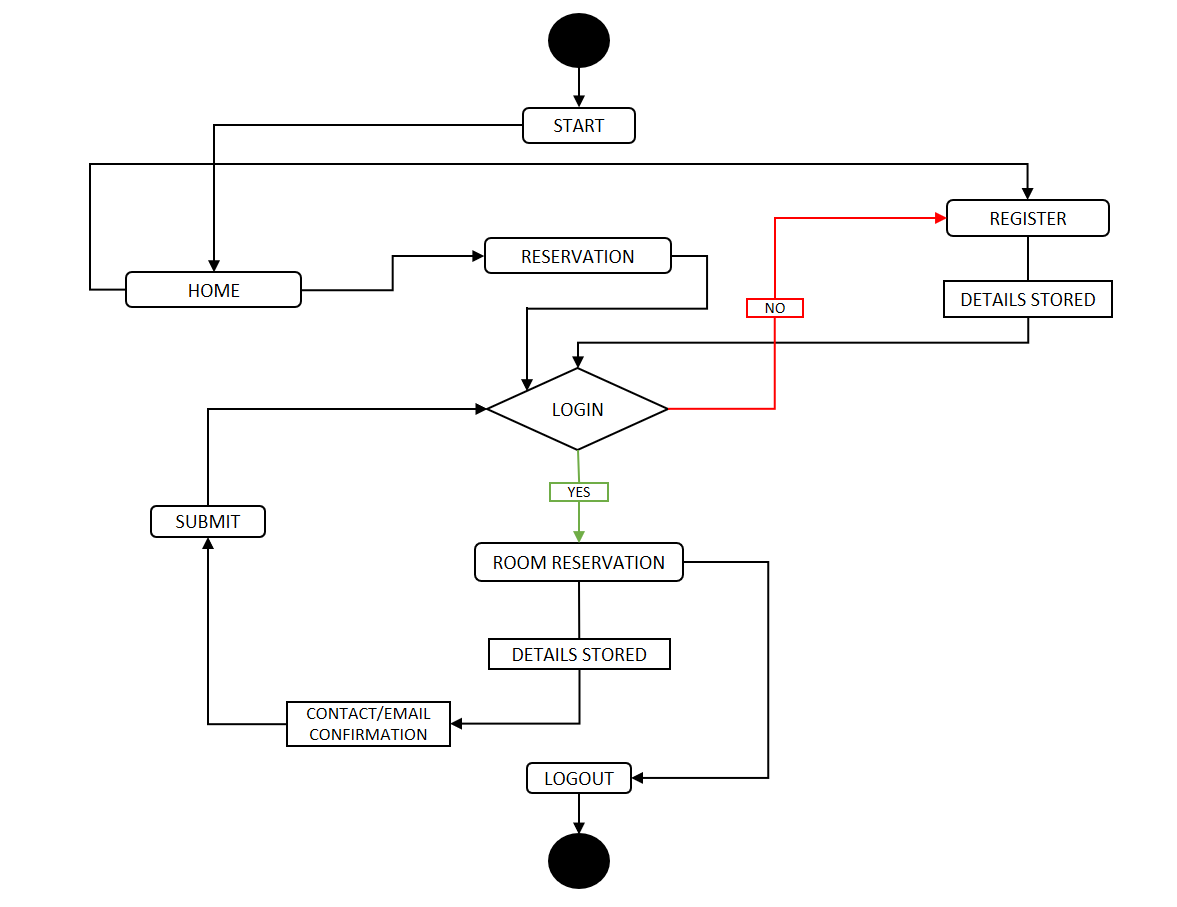 START
REGISTER
RESERVATION
HOME
DETAILS STORED
NO
LOGIN
YES
SUBMIT
ROOM RESERVATION
DETAILS STORED
CONTACT/EMAIL
CONFIRMATION
LOGOUT